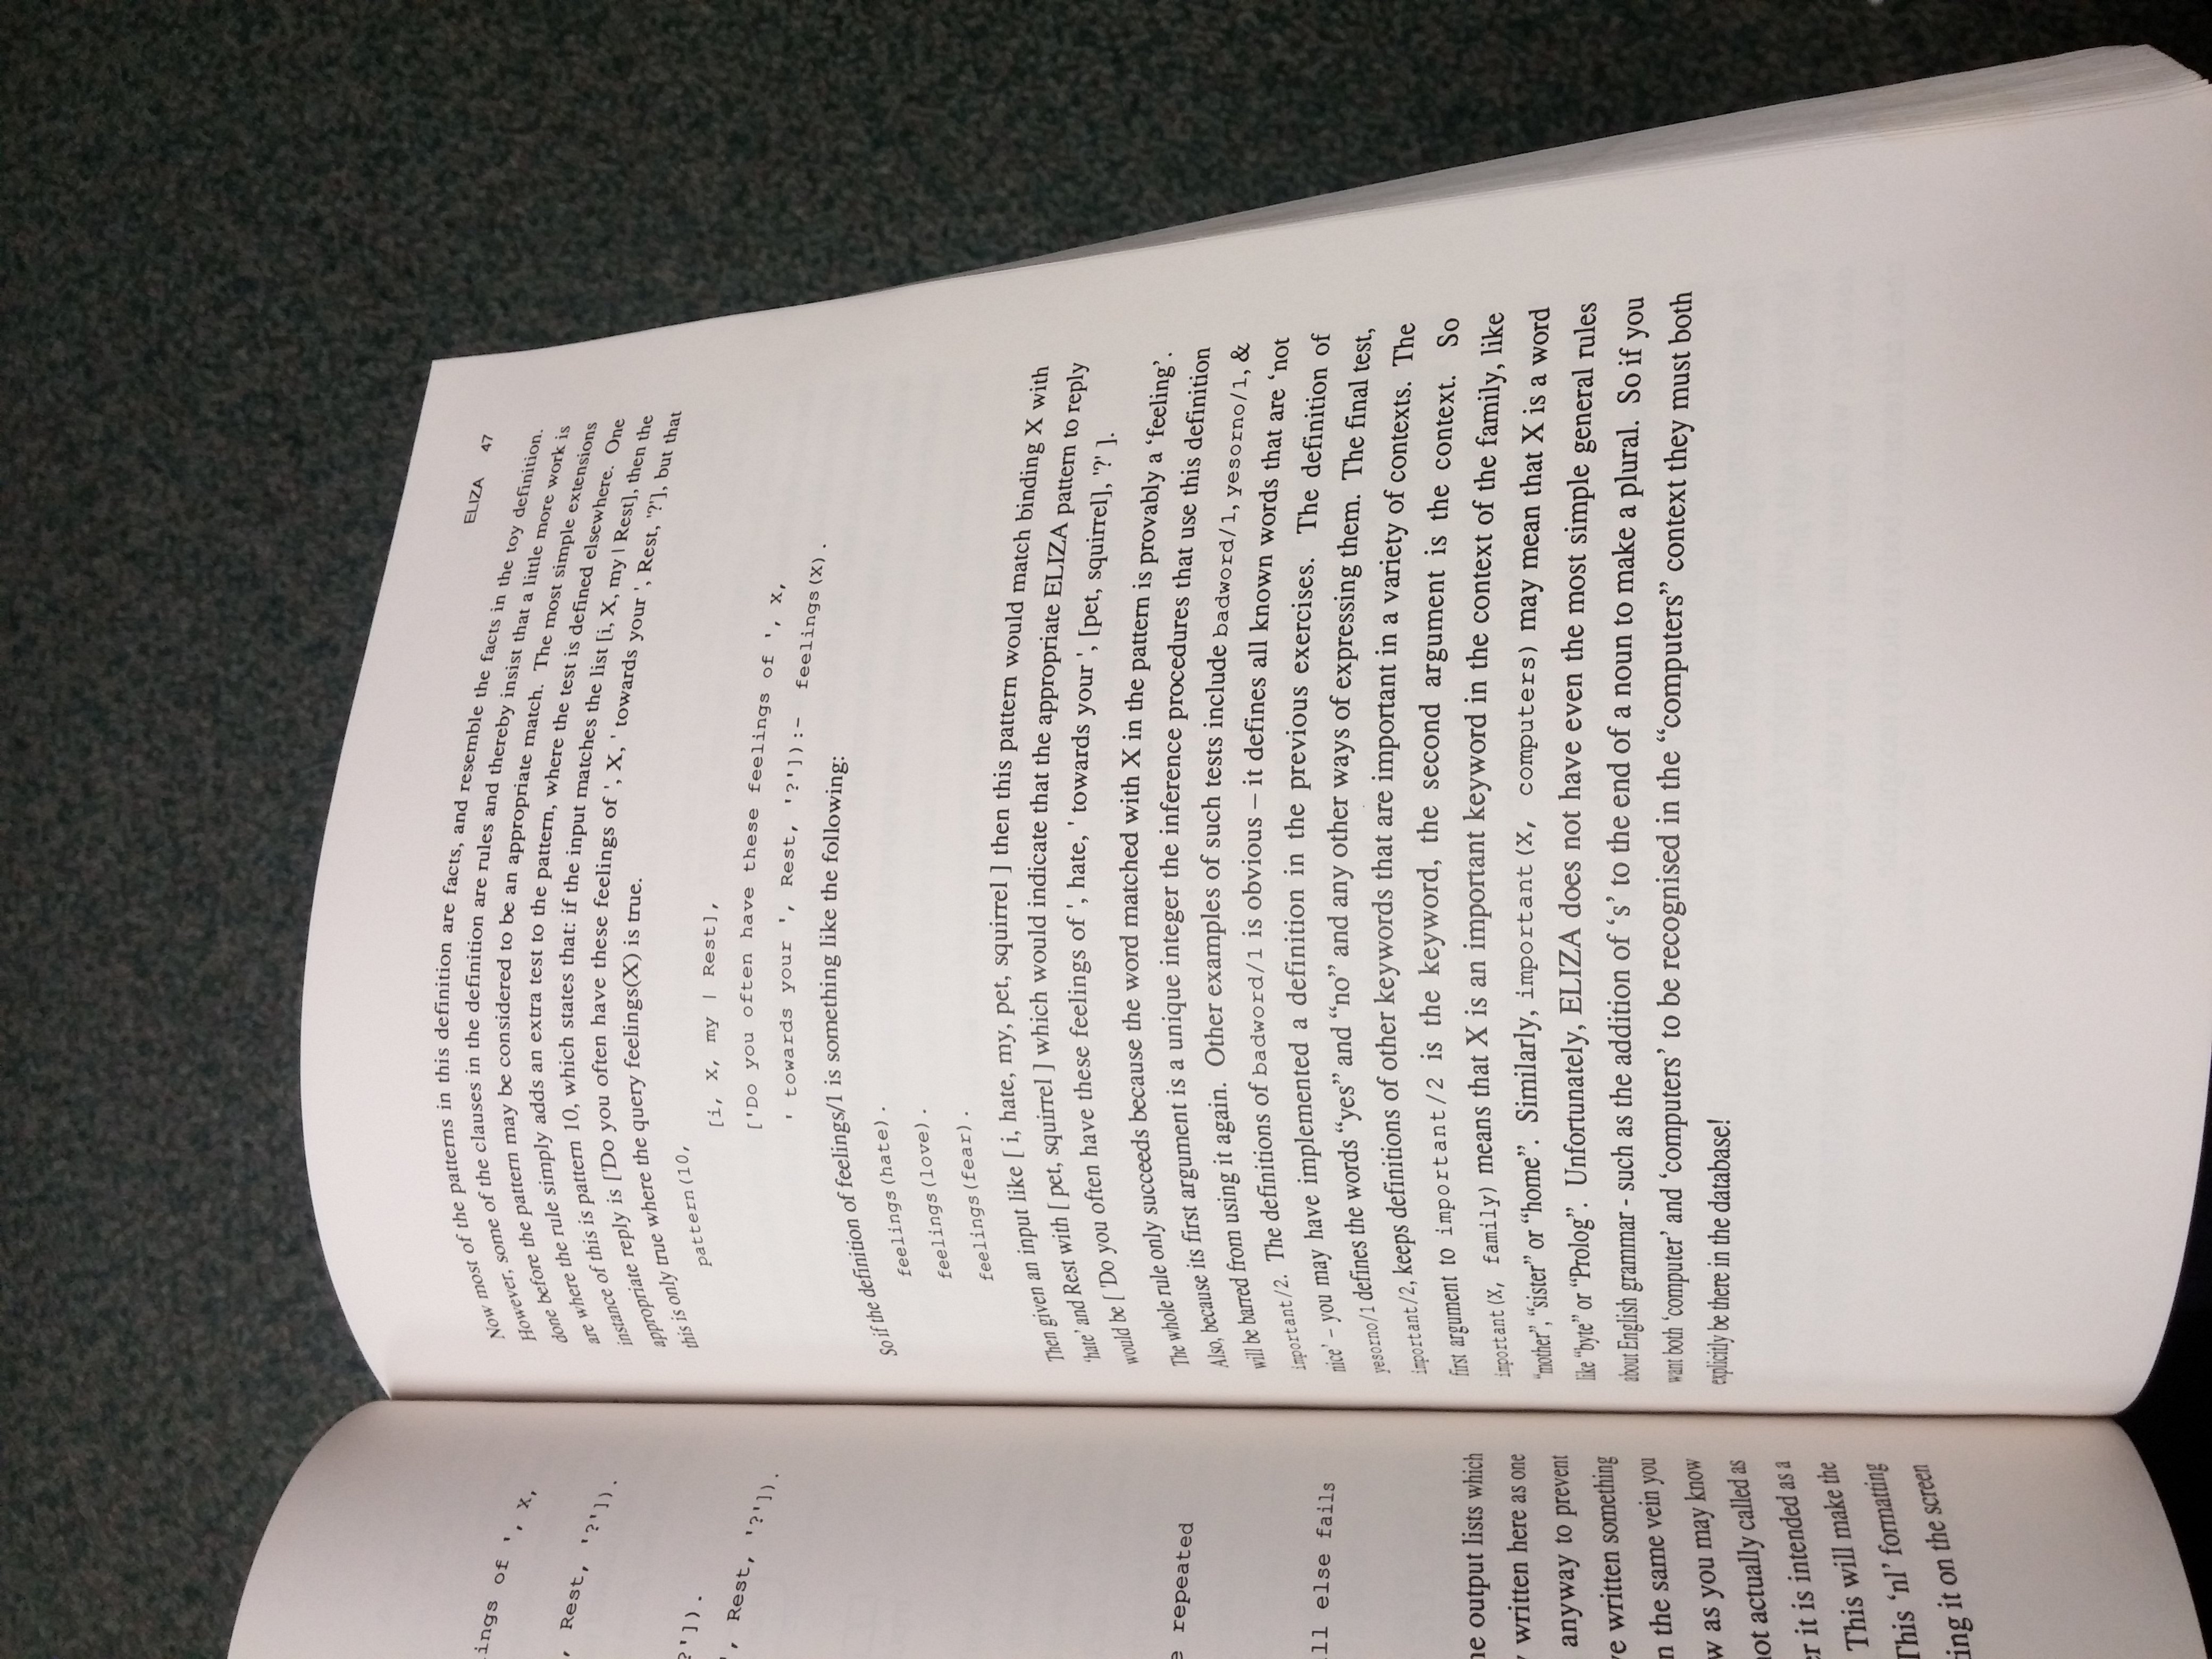 ings of ', X,
, Rest, '?']).
?']).
', Rest, '?']).
repeated
else fails
output lists which
written here as one
anyway to prevent
written something
the same vein you
as you may know
actually called as
it is intended as a
This will make the
This ‘nl’ formatting
it on the screen
ELIZA 47
Now most of the patterns in this definition are facts, and resemble the facts in the toy definition.
However, some of the clauses in the definition are rules and thereby insist that a little more work is
done before the pattern may be considered to be an appropriate match. The most simple extensions
are where the rule simply adds an extra test to the pattern, where the test is defined elsewhere. One
instance of this is pattern 10, which states that: if the input matches the list [i, X, my | Rest], then the
appropriate reply is ['Do you often have these feelings of ', X, ' towards your ', Rest, '?'], but that
this is only true where the query feelings(X) is true.
pattern(10,
[i, X, my | Rest],
['Do you often have these feelings of ', X,
' towards your ', Rest, '?']):- feelings(X).
So if the definition of feelings/1 is something like the following:
feelings(hate).
feelings(love).
feelings(fear).
Then given an input like [ i, hate, my, pet, squirrel ] then this pattern would match binding X with
‘hate’ and Rest with [ pet, squirrel ] which would indicate that the appropriate ELIZA pattern to reply
would be [ 'Do you often have these feelings of ', hate, ' towards your ', [pet, squirrel], '?' ].
The whole rule only succeeds because the word matched with X in the pattern is provably a ‘feeling’.
Also, because its first argument is a unique integer the inference procedures that use this definition
will be barred from using it again. Other examples of such tests include badword/1, yesorno/1, &
important/2. The definitions of badword/1 is obvious – it defines all known words that are ‘not
nice’ – you may have implemented a definition in the previous exercises. The definition of
yesorno/1 defines the words “yes” and “no” and any other ways of expressing them. The final test,
important/2, keeps definitions of other keywords that are important in a variety of contexts. The
first argument to important/2 is the keyword, the second argument is the context. So
important(X, family) means that X is an important keyword in the context of the family, like
“mother”, “sister” or “home”. Similarly, important(X, computers) may mean that X is a word
like “byte” or “Prolog”. Unfortunately, ELIZA does not have even the most simple general rules
about English grammar - such as the addition of ‘s’ to the end of a noun to make a plural. So if you
want both ‘computer’ and ‘computers’ to be recognised in the “computers” context they must both
explicitly be there in the database!